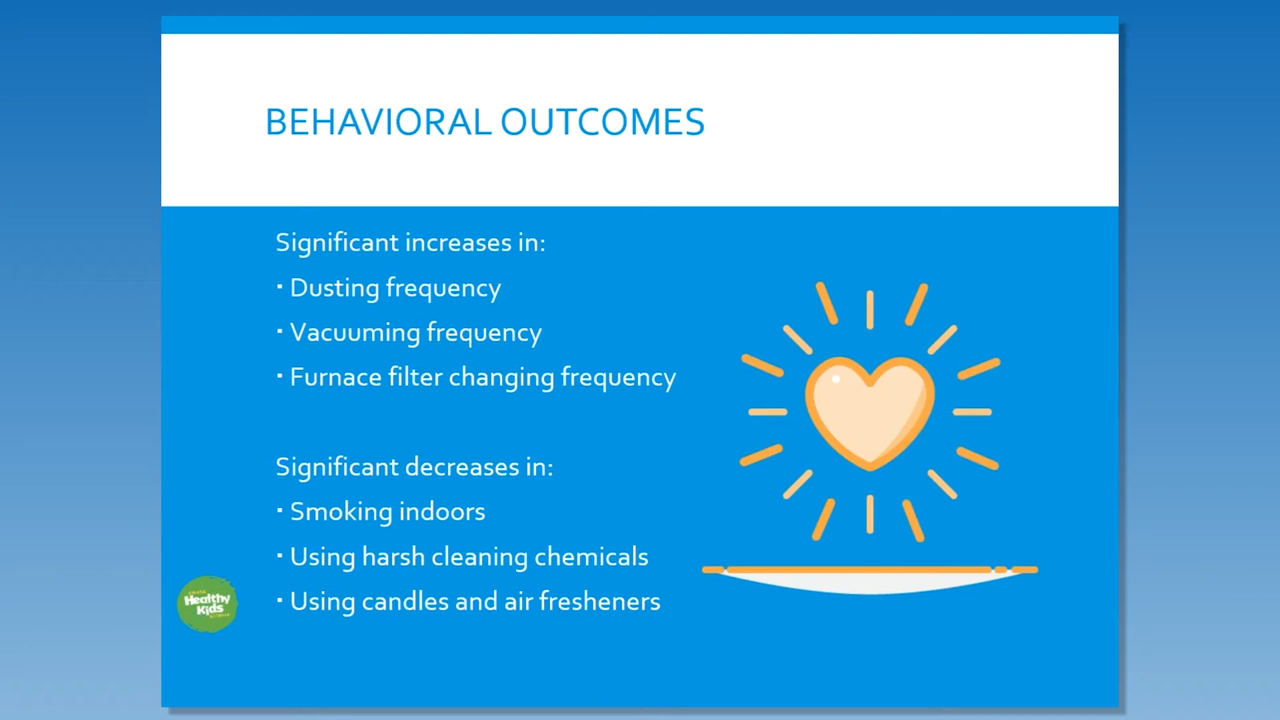 BEHAVIORAL OUTCOMES
Significant increases in:
▪ Dusting frequency
▪ Vacuuming frequency
▪ Furnace filter changing frequency
Significant decreases in:
▪ Smoking indoors
▪ Using harsh cleaning chemicals
▪ Using candles and air fresheners
Healthy
Kids